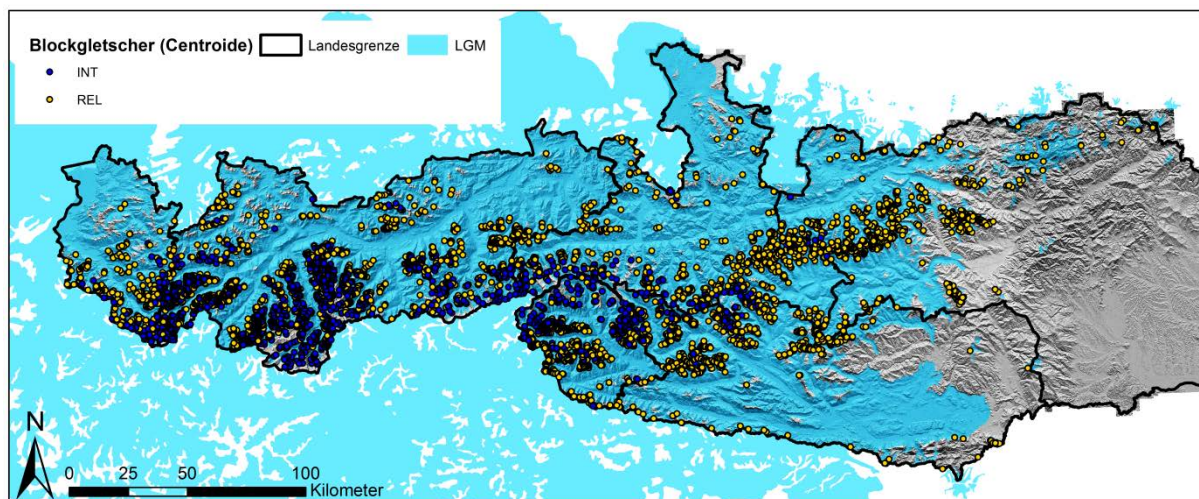 Blockgletscher (Centroide) Landesgrenze LGM
INT
REL
N
0 25 50 100
Kilometer